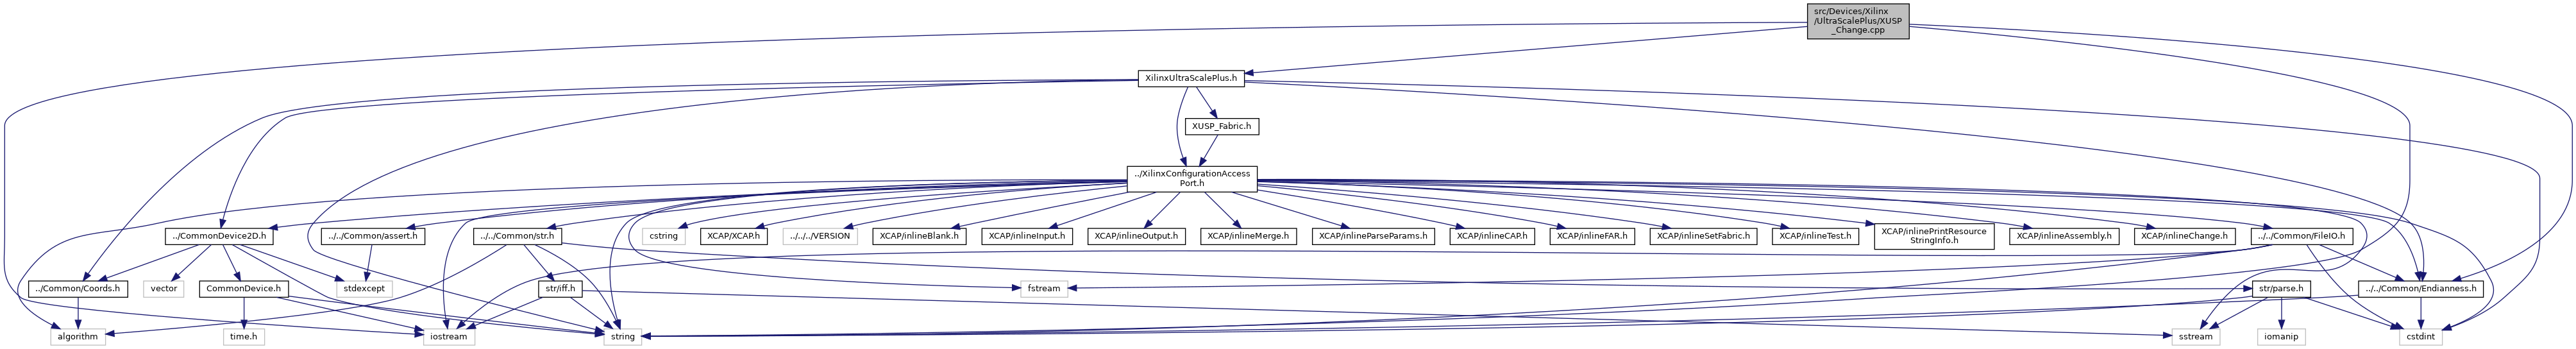 src/Devices/Xilinx
/UltraScalePlus/XUSP
_Change.cpp
XilinxUltraScalePlus.h
XUSP_Fabric.h
../XilinxConfigurationAccess
Port.h
../CommonDevice2D.h
../../Common/assert.h
../../Common/str.h
cstring
XCAP/XCAP.h
../../../VERSION
XCAP/inlineBlank.h
XCAP/inlineInput.h
XCAP/inlineOutput.h
XCAP/inlineMerge.h
XCAP/inlineParseParams.h
XCAP/inlineCAP.h
XCAP/inlineFAR.h
XCAP/inlineSetFabric.h
XCAP/inlineTest.h
XCAP/inlinePrintResource
StringInfo.h
XCAP/inlineAssembly.h
XCAP/inlineChange.h
../../Common/FileIO.h
../Common/Coords.h
vector
CommonDevice.h
stdexcept
str/iff.h
fstream
str/parse.h
../../Common/Endianness.h
algorithm
time.h
iostream
string
sstream
iomanip
cstdint